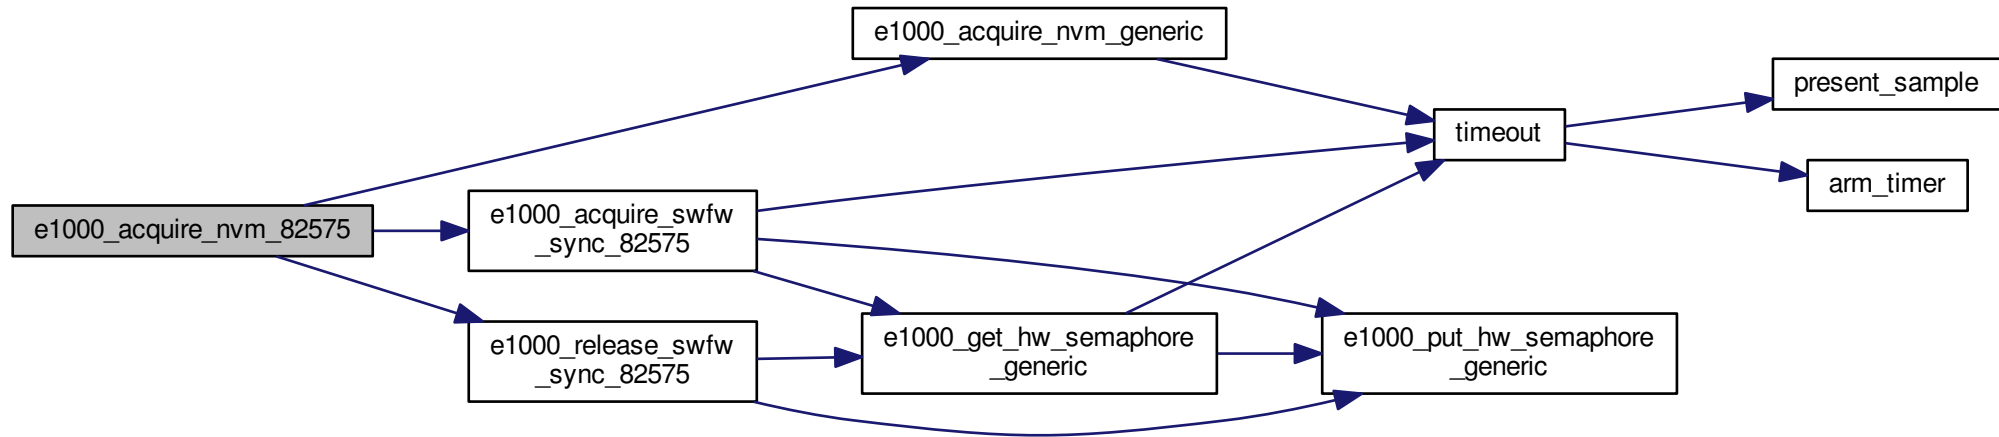 e1000_acquire_nvm_82575
e1000_acquire_nvm_generic
e1000_acquire_swfw
_sync_82575
e1000_release_swfw
_sync_82575
e1000_get_hw_semaphore
_generic
timeout
e1000_put_hw_semaphore
_generic
present_sample
arm_timer